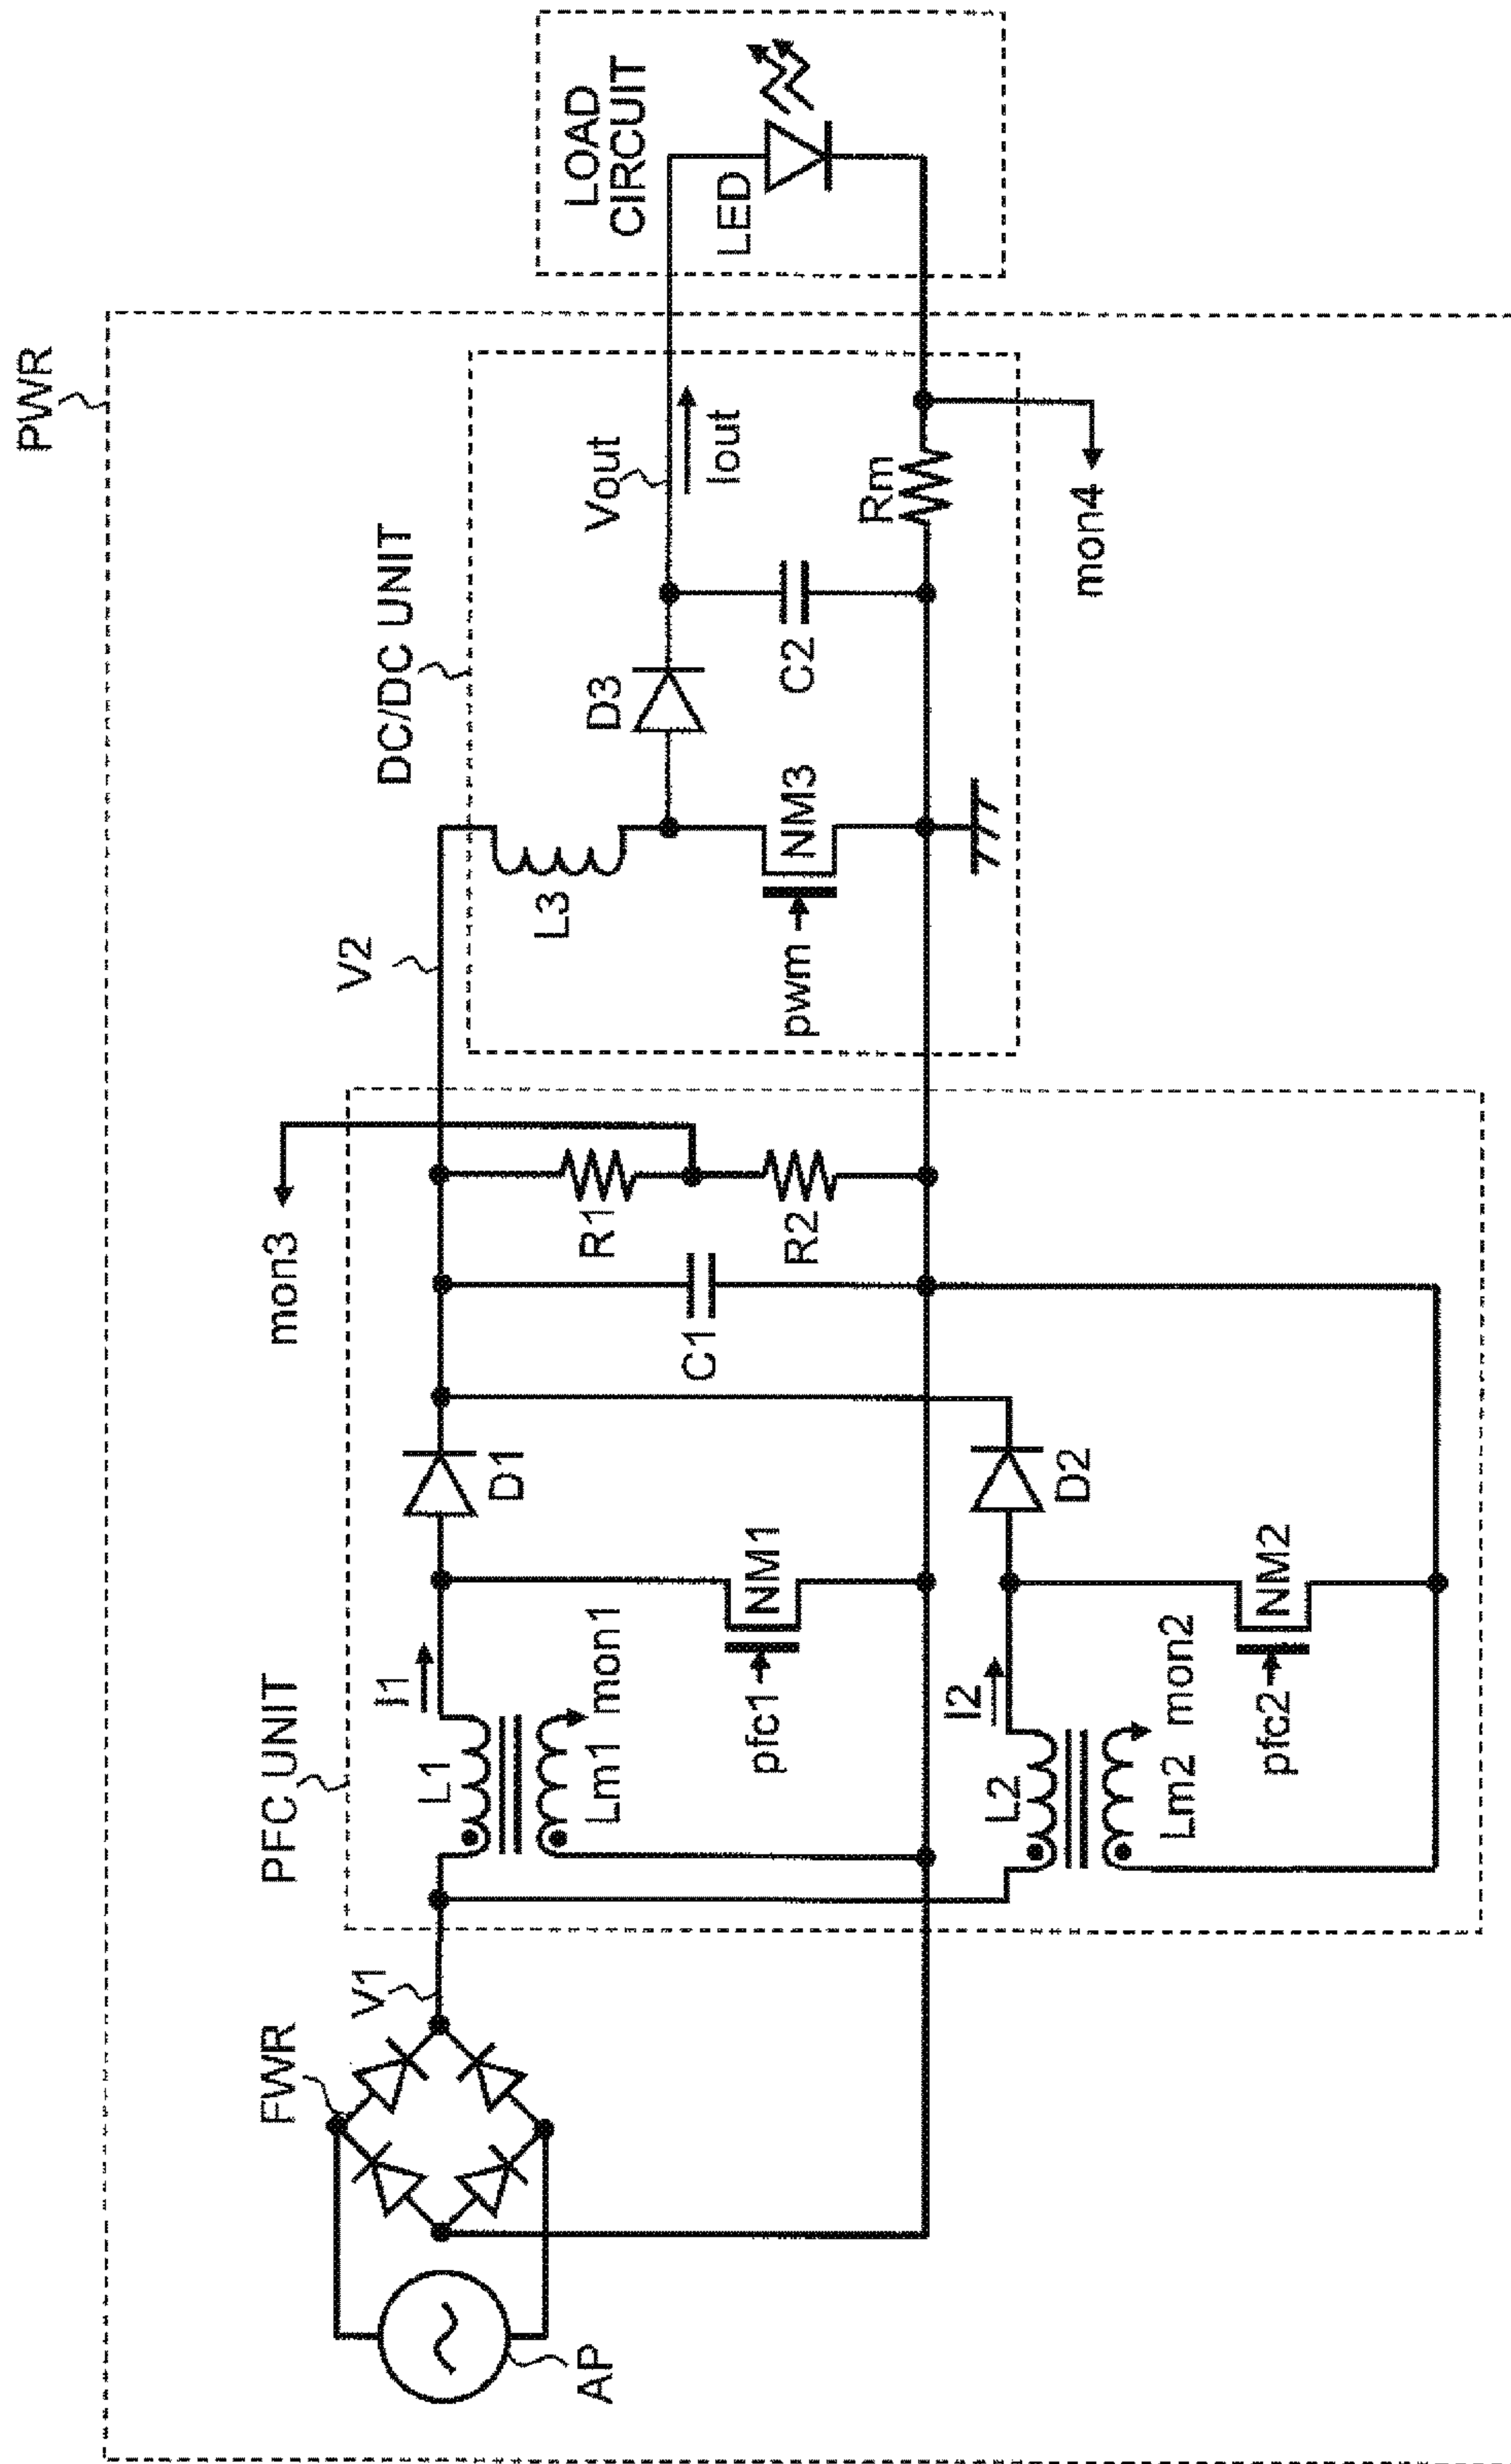 PWR
LOAD
CIRCUIT
LED
DC/DC UNIT
Vout
Iout
Rm
mon4
D3
C2
V2
L3
NM3
pwm
mon3
R1
R2
C1
PFC UNIT
I1
L1
D1
Lm1 mon1
NM1
pfc1
I2
L2
D2
Lm2 mon2
NM2
pfc2
V1
FWR
AP